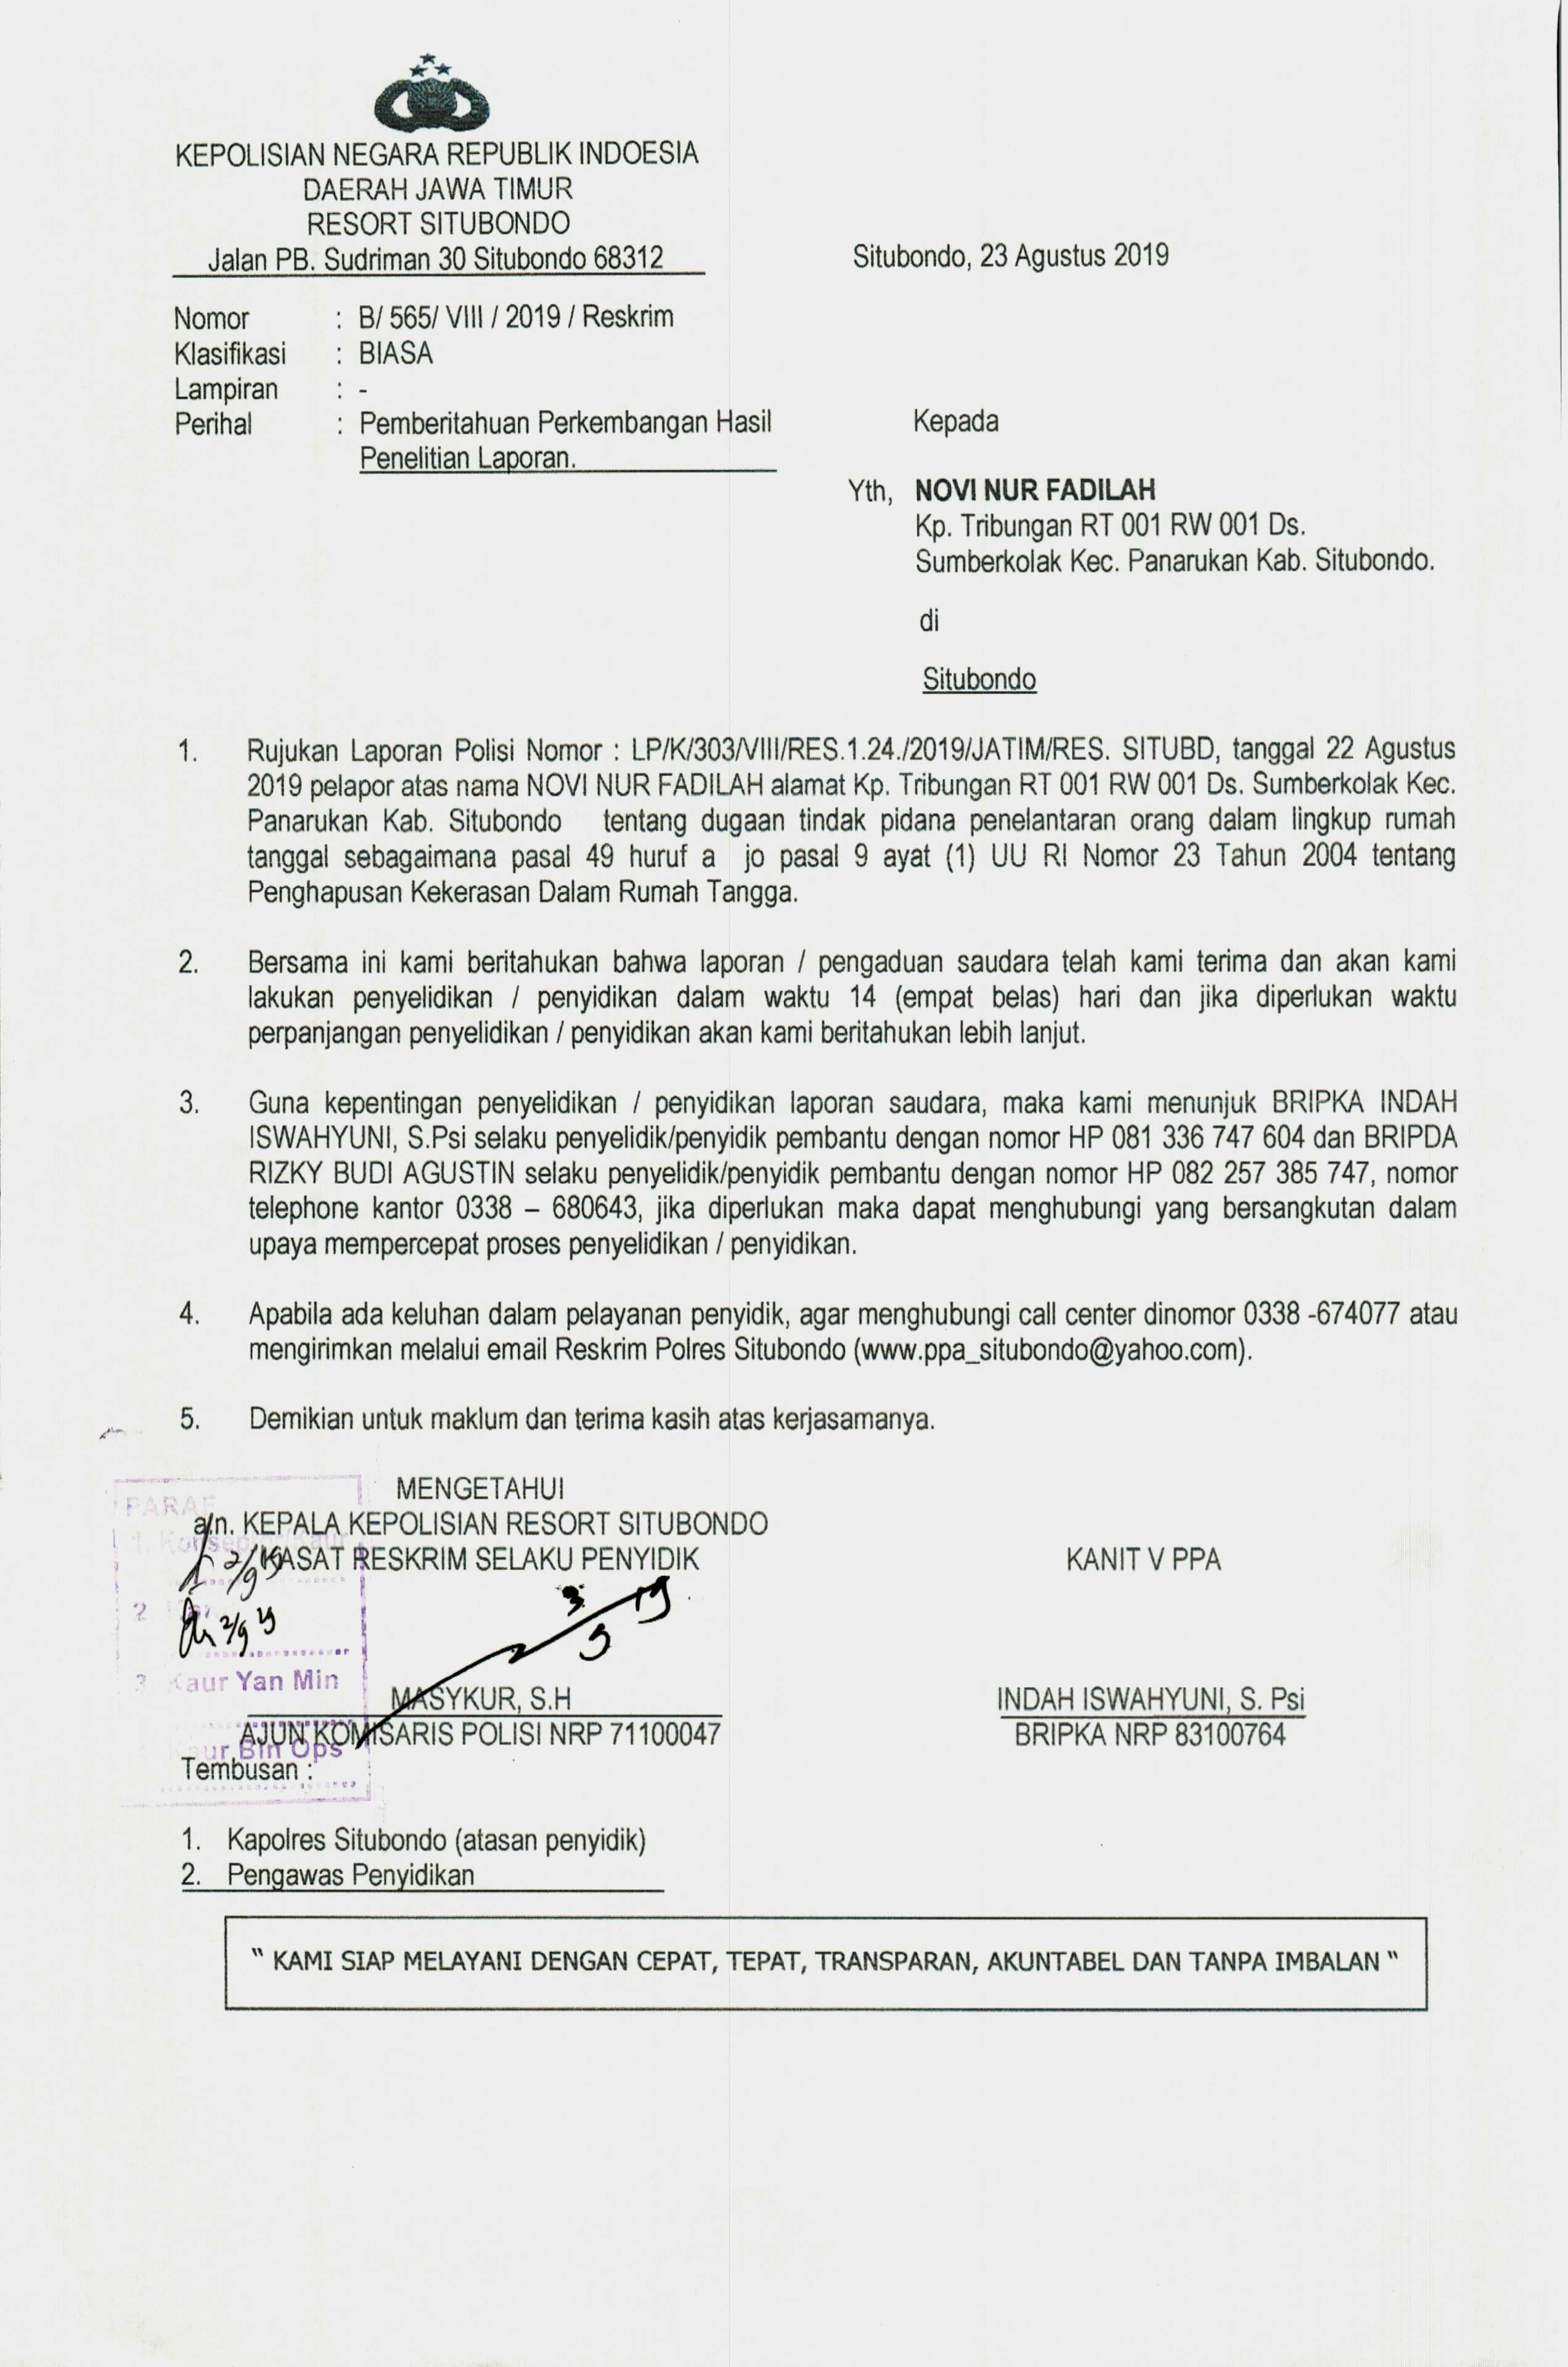 KEPOLISIAN NEGARA REPUBLIK INDOESIA
DAERAH JAWA TIMUR
RESORT SITUBONDO
Jalan PB. Sudriman 30 Situbondo 68312
Situbondo, 23 Agustus 2019
Nomor : B/ 565/ VIII / 2019 / Reskrim
Klasifikasi : BIASA
Lampiran : -
Perihal : Pemberitahuan Perkembangan Hasil
Penelitian Laporan.
Kepada
Yth, NOVI NUR FADILAH
Kp. Tribungan RT 001 RW 001 Ds.
Sumberkolak Kec. Panarukan Kab. Situbondo.
di
Situbondo
1. Rujukan Laporan Polisi Nomor : LP/K/303/VIII/RES.1.24./2019/JATIM/RES. SITUBD, tanggal 22 Agustus
2019 pelapor atas nama NOVI NUR FADILAH alamat Kp. Tribungan RT 001 RW 001 Ds. Sumberkolak Kec.
Panarukan Kab. Situbondo tentang dugaan tindak pidana penelantaran orang dalam lingkup rumah
tanggal sebagaimana pasal 49 huruf a jo pasal 9 ayat (1) UU RI Nomor 23 Tahun 2004 tentang
Penghapusan Kekerasan Dalam Rumah Tangga.
2. Bersama ini kami beritahukan bahwa laporan / pengaduan saudara telah kami terima dan akan kami
lakukan penyelidikan / penyidikan dalam waktu 14 (empat belas) hari dan jika diperlukan waktu
perpanjangan penyelidikan / penyidikan akan kami beritahukan lebih lanjut.
3. Guna kepentingan penyelidikan / penyidikan laporan saudara, maka kami menunjuk BRIPKA INDAH
ISWAHYUNI, S.Psi selaku penyelidik/penyidik pembantu dengan nomor HP 081 336 747 604 dan BRIPDA
RIZKY BUDI AGUSTIN selaku penyelidik/penyidik pembantu dengan nomor HP 082 257 385 747, nomor
telephone kantor 0338 – 680643, jika diperlukan maka dapat menghubungi yang bersangkutan dalam
upaya mempercepat proses penyelidikan / penyidikan.
4. Apabila ada keluhan dalam pelayanan penyidik, agar menghubungi call center dinomor 0338 -674077 atau
mengirimkan melalui email Reskrim Polres Situbondo (www.ppa_situbondo@yahoo.com).
5. Demikian untuk maklum dan terima kasih atas kerjasamanya.
MENGETAHUI
a/n. KEPALA KEPOLISIAN RESORT SITUBONDO
KASAT RESKRIM SELAKU PENYIDIK
KANIT V PPA
PARAF
1. Konseptor/Kaur
2/9 19
2.
2/9 19
3/9 19
3. Kaur Yan Min
Kaur Bin Ops
MASYKUR, S.H
AJUN KOMISARIS POLISI NRP 71100047
INDAH ISWAHYUNI, S. Psi
BRIPKA NRP 83100764
Tembusan :
1. Kapolres Situbondo (atasan penyidik)
2. Pengawas Penyidikan
“ KAMI SIAP MELAYANI DENGAN CEPAT, TEPAT, TRANSPARAN, AKUNTABEL DAN TANPA IMBALAN “